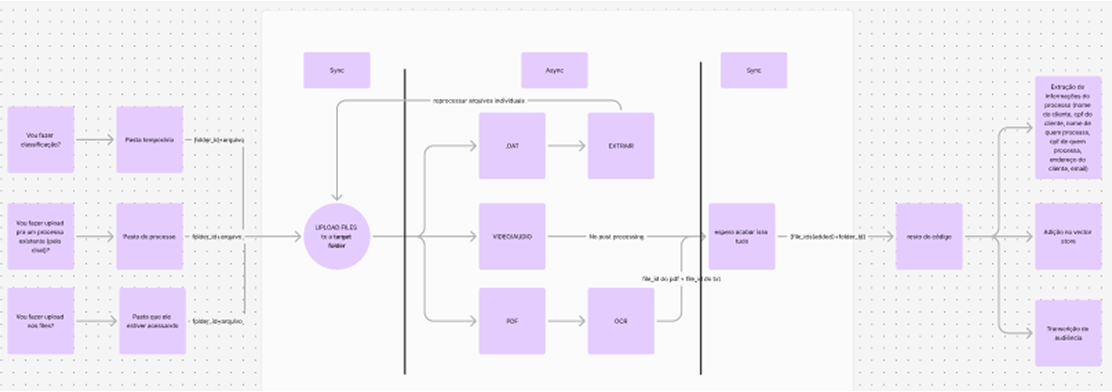 Sync
Async
Sync
reprocessar arquivos individuais
Vou fazer
classificação?
Pasta temporária
folder_id+arquivo
.DAT
EXTRAIR
Vou fazer upload
pra um processo
existente (pelo
chat)?
Pasta do processo
folder_id+arquivo
UPLOAD FILES
to a target
folder
VIDEO/AUDIO
No post processing
espera acabar isso
tudo
(file_ids(added)+folder_id)
resto do código
Extração de
informações do
processo (nome
do cliente, cpf do
cliente, nome de
quem processa,
cpf de quem
processa,
endereço do
cliente, email)
Adição na vector
store
file_id do pdf + file_id do txt
Vou fazer upload
nos files?
Pasta que ele
estiver acessando
folder_id+arquivo
PDF
OCR
Transcrição de
audiência